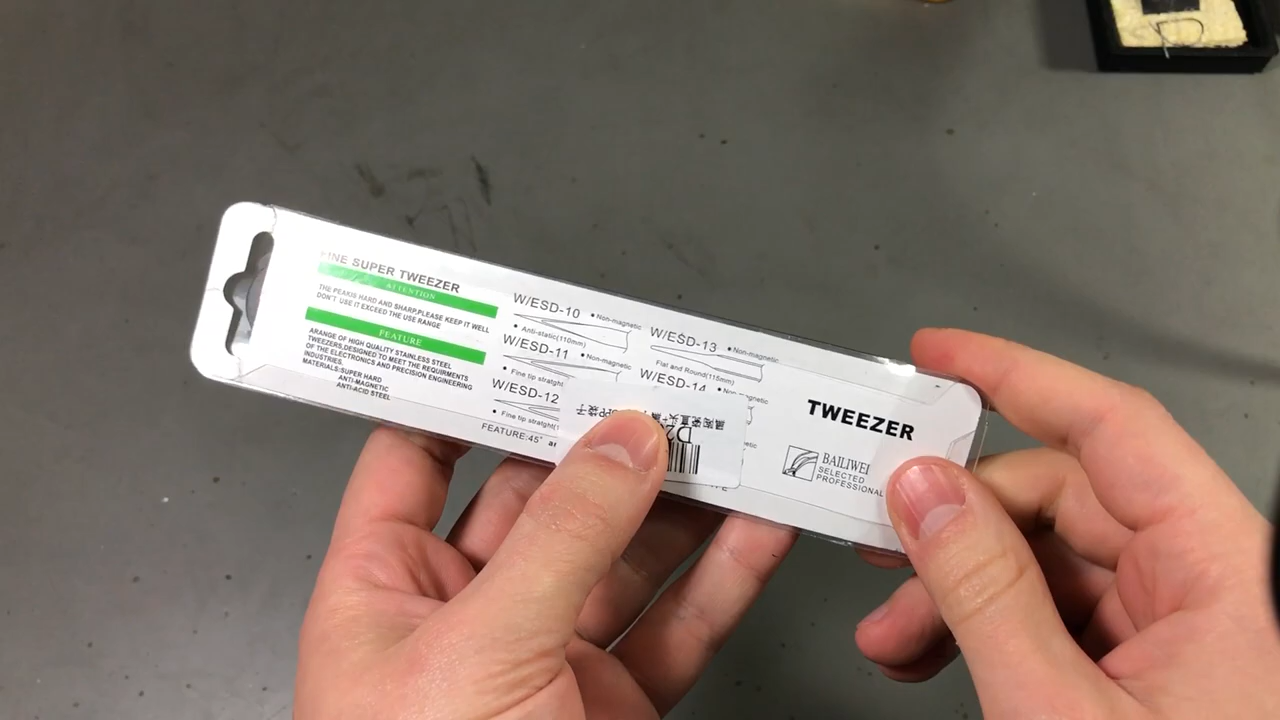 FINE SUPER TWEEZER
ATTENTION
THE PEAKIS HARD AND SHARP,PLEASE KEEP IT WELL
DON'T USE IT EXCEED THE USE RANGE
FEATURE
ARANGE OF HIGH QUALITY STAINLESS STEEL
TWEEZERS,DESIGNED TO MEET THE REQUIRMENTS
OF THE ELECTRONICS AND PRECISION ENGINEERING
INDUSTRIES
MATERIALS:SUPER HARD
ANTI-MAGNETIC
ANTI-ACID STEEL
W/ESD-10 • Non-magnetic
• Anti-static(110mm)
W/ESD-11 • Non-magnetic
• Fine tip straight
W/ESD-12
• Fine tip straight(
FEATURE:45°
W/ESD-13 • Non-magnetic
Flat and Round(115mm)
W/ESD-14
TWEEZER
BAILIWEI
SELECTED
PROFESSIONAL